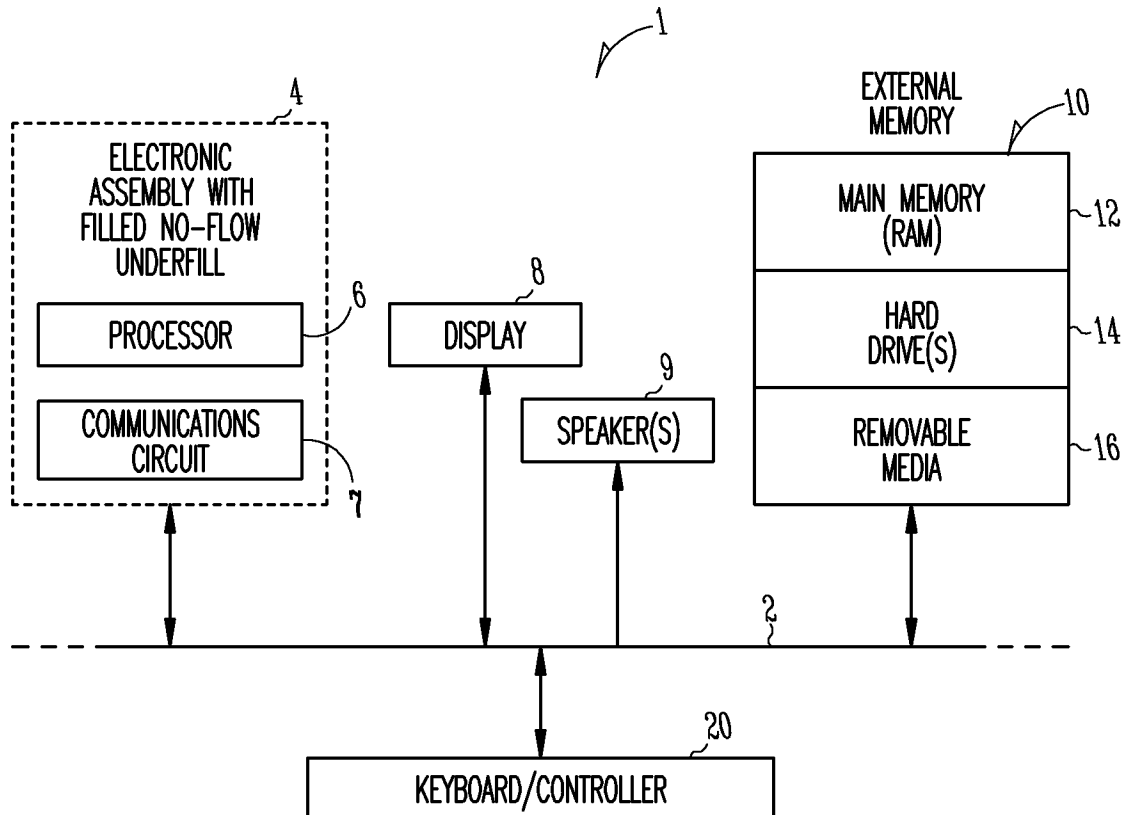 1
4
ELECTRONIC
ASSEMBLY WITH
FILLED NO-FLOW
UNDERFILL
6
PROCESSOR
COMMUNICATIONS
CIRCUIT
7
8
DISPLAY
9
SPEAKER(S)
EXTERNAL
MEMORY
10
MAIN MEMORY
(RAM)
12
HARD
DRIVE(S)
14
REMOVABLE
MEDIA
16
2
20
KEYBOARD/CONTROLLER